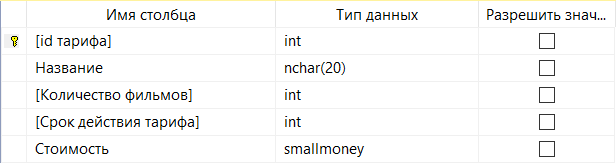 Имя столбца Тип данных Разрешить знач...
[id тарифа] int
Название nchar(20)
[Количество фильмов] int
[Срок действия тарифа] int
Стоимость smallmoney